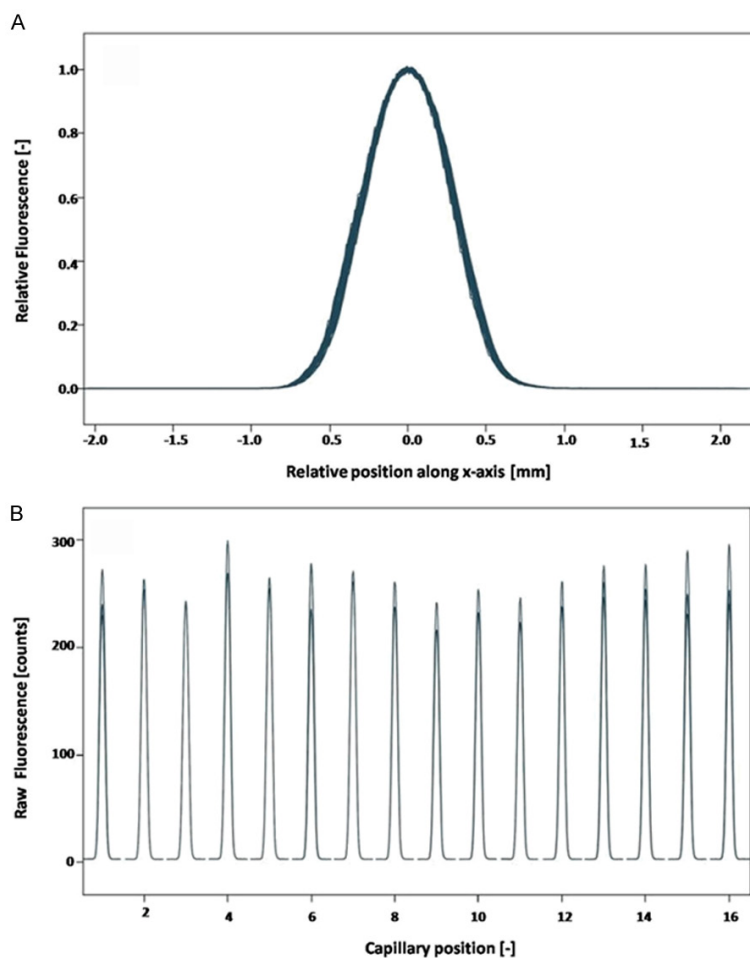 A
Relative Fluorescence [-]
1.0
0.8
0.6
0.4
0.2
0.0
-2.0 -1.5 -1.0 0.5 0.0 0.5 1.0 1.5 2.0
Relative position along x-axis [mm]
B
Raw Fluorescence [counts]
300
200
100
0
2 4 6 8 10 12 14 16
Capillary position [-]